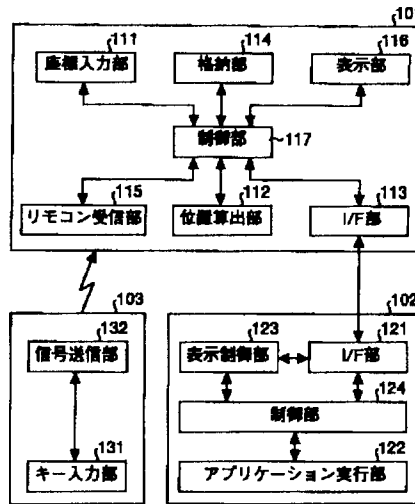 10
111
114
116
座標入力部
格納部
表示部
制御部
117
115
112
113
リモコン受信部
位置算出部
I/F部
103
102
132
123
121
信号送信部
表示制御部
I/F部
124
制御部
131
122
キー入力部
アプリケーション実行部